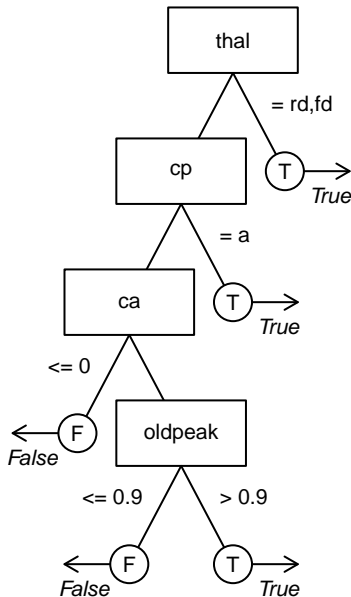 thal
= rd,fd
cp
T
True
= a
ca
T
True
<= 0
F
oldpeak
False
<= 0.9
> 0.9
F
T
False
True